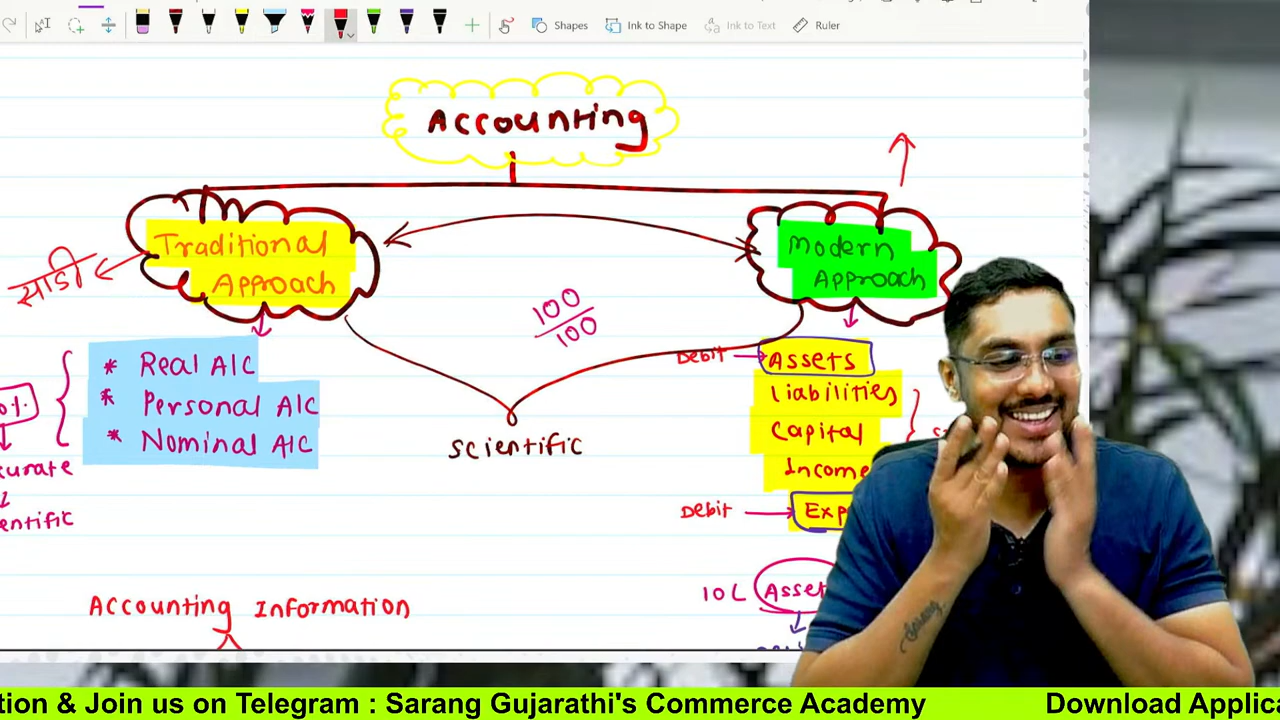 Shapes
Ink to Shape
Ink to Text
Ruler
Accounting
Traditional
Approach
Modern
Approach
साडी
100
100
* Real A/C
* Personal A/C
* Nominal A/C
Scientific
Debit
Assets
Liabilities
Capital
Income
Debit
Exp
Accounting Information
10 L Asset
tion & Join us on Telegram : Sarang Gujarathi's Commerce Academy
Download Applica